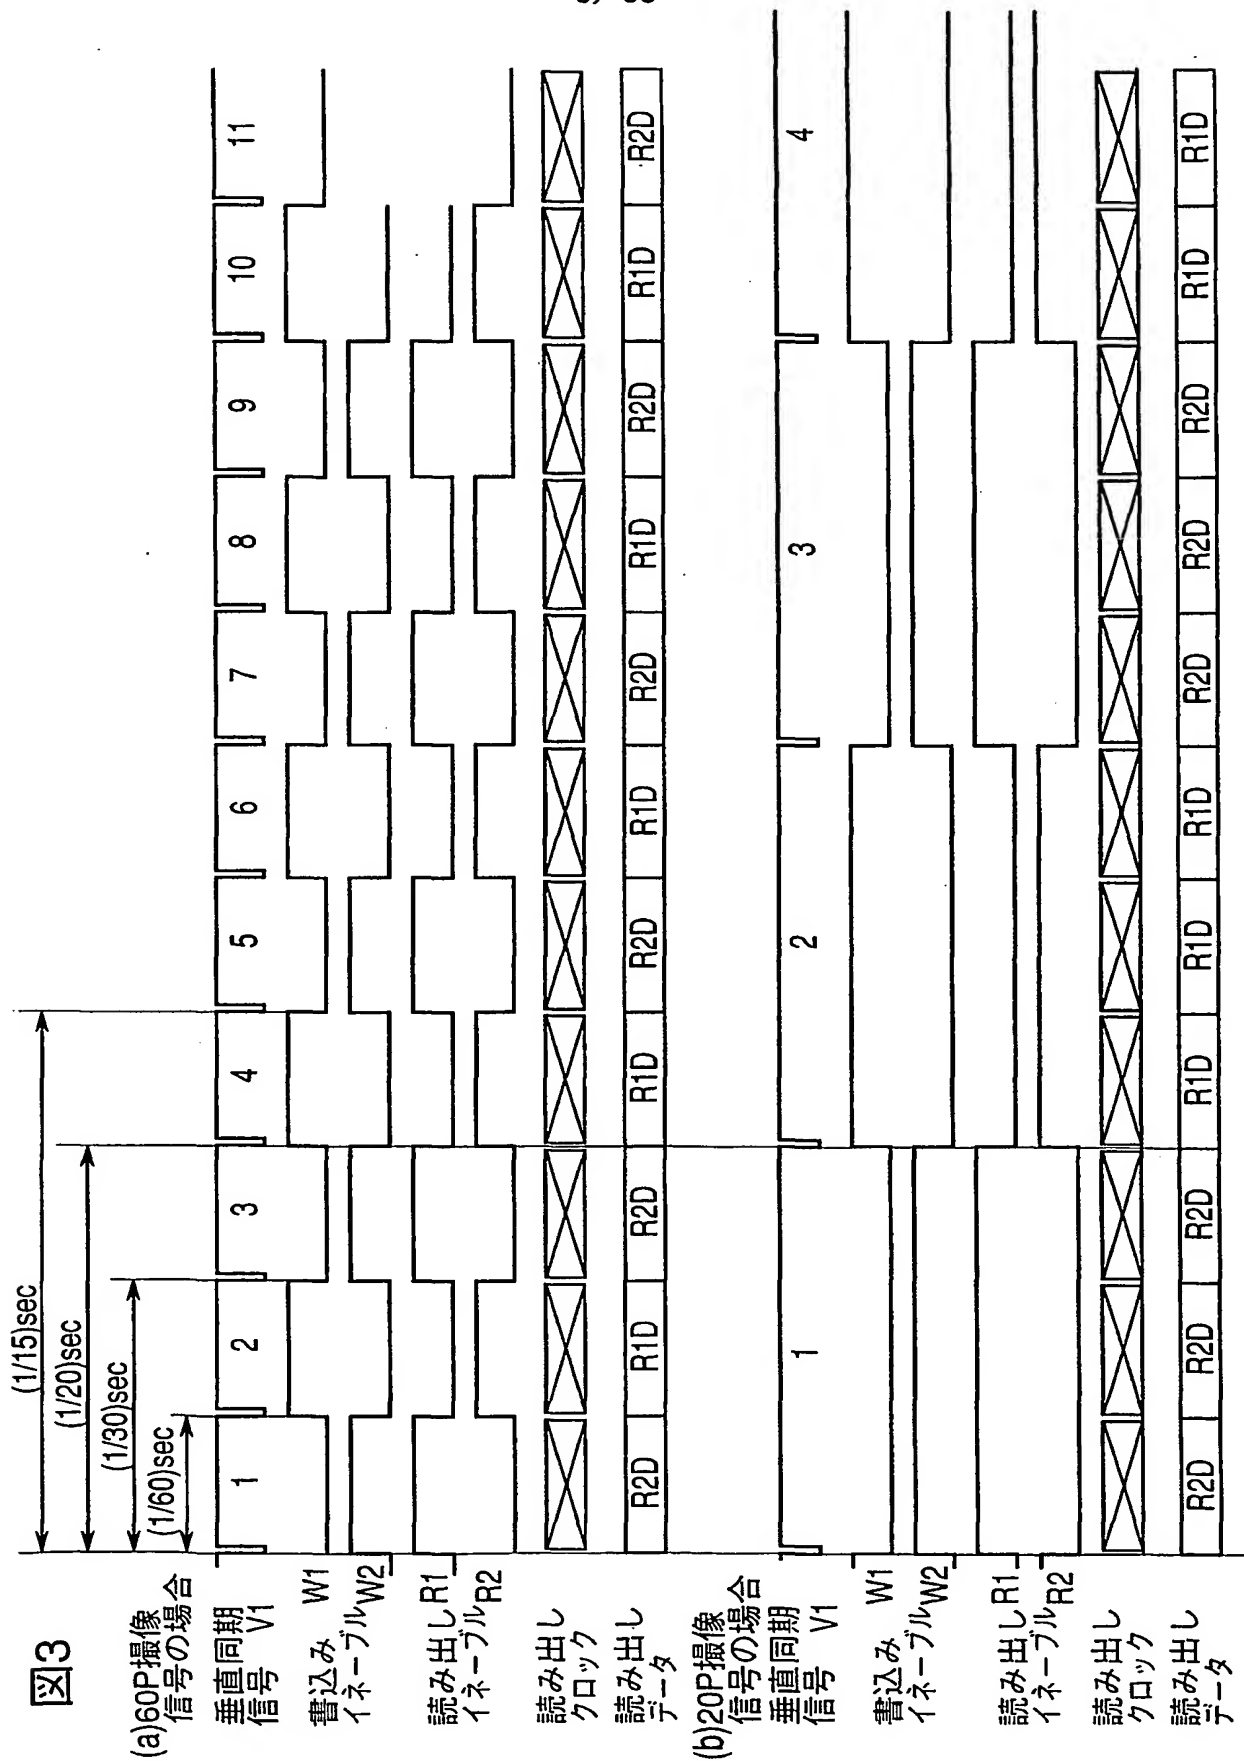 図3
(1/15)sec
(1/20)sec
(1/30)sec
(1/60)sec
(a)60P撮像
信号の場合
垂直同期
信号 V1
1 2 3 4 5 6 7 8 9 10 11
書込み
イネーブル
W1
W2
読み出し
イネーブル
R1
R2
読み出し
クロック
読み出し
データ
R2D R1D R2D R1D R2D R1D R2D R1D R2D R1D R2D
(b)20P撮像
信号の場合
垂直同期
信号 V1
1 2 3 4
書込み
イネーブル
W1
W2
読み出し
イネーブル
R1
R2
読み出し
クロック
読み出し
データ
R2D R2D R2D R1D R1D R1D R2D R2D R2D R1D R1D